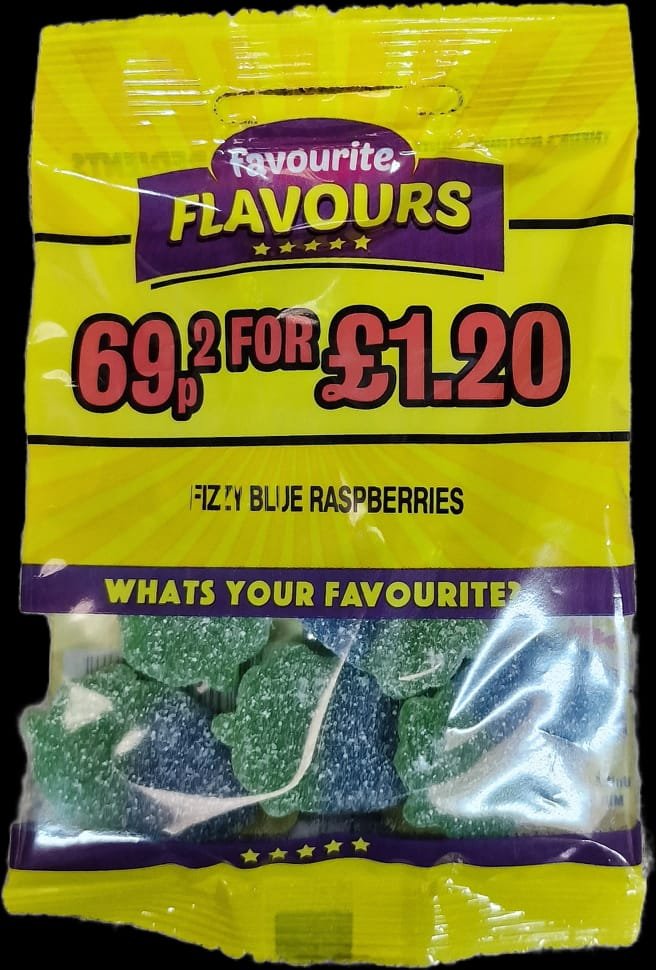 favourite
FLAVOURS
69p 2 FOR £1.20
FIZZY BLUE RASPBERRIES
WHATS YOUR FAVOURITE?